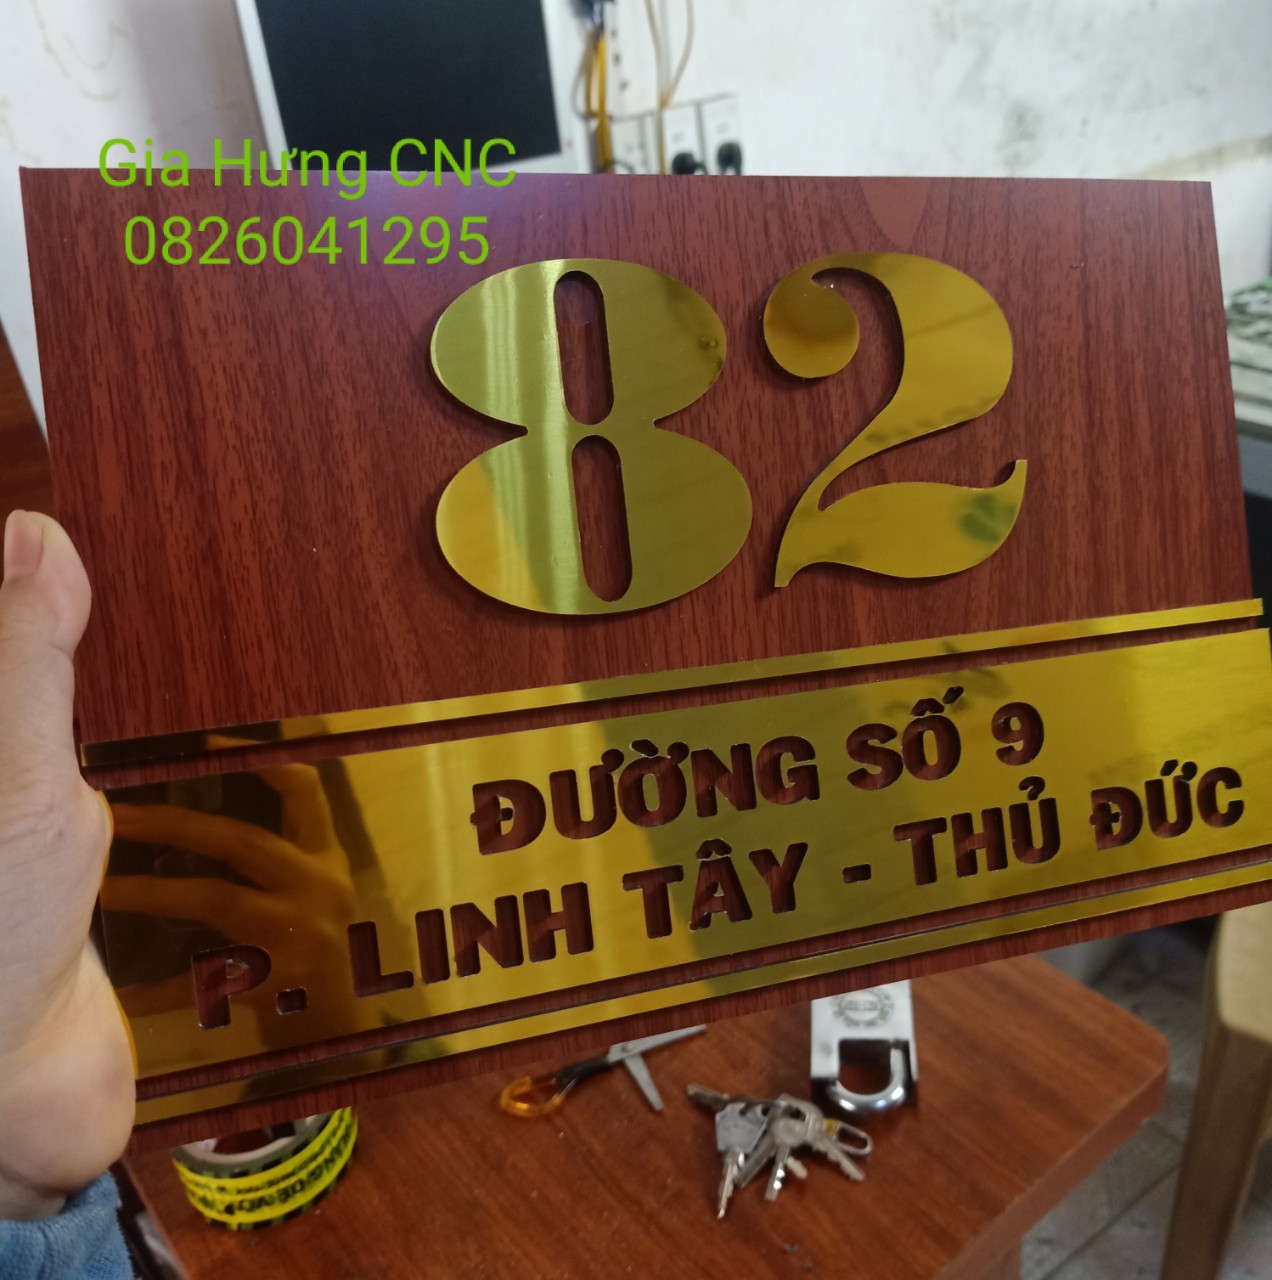 Gia Hưng CNC
0826041295
82
ĐƯỜNG SỐ 9
P. LINH TÂY - THỦ ĐỨC